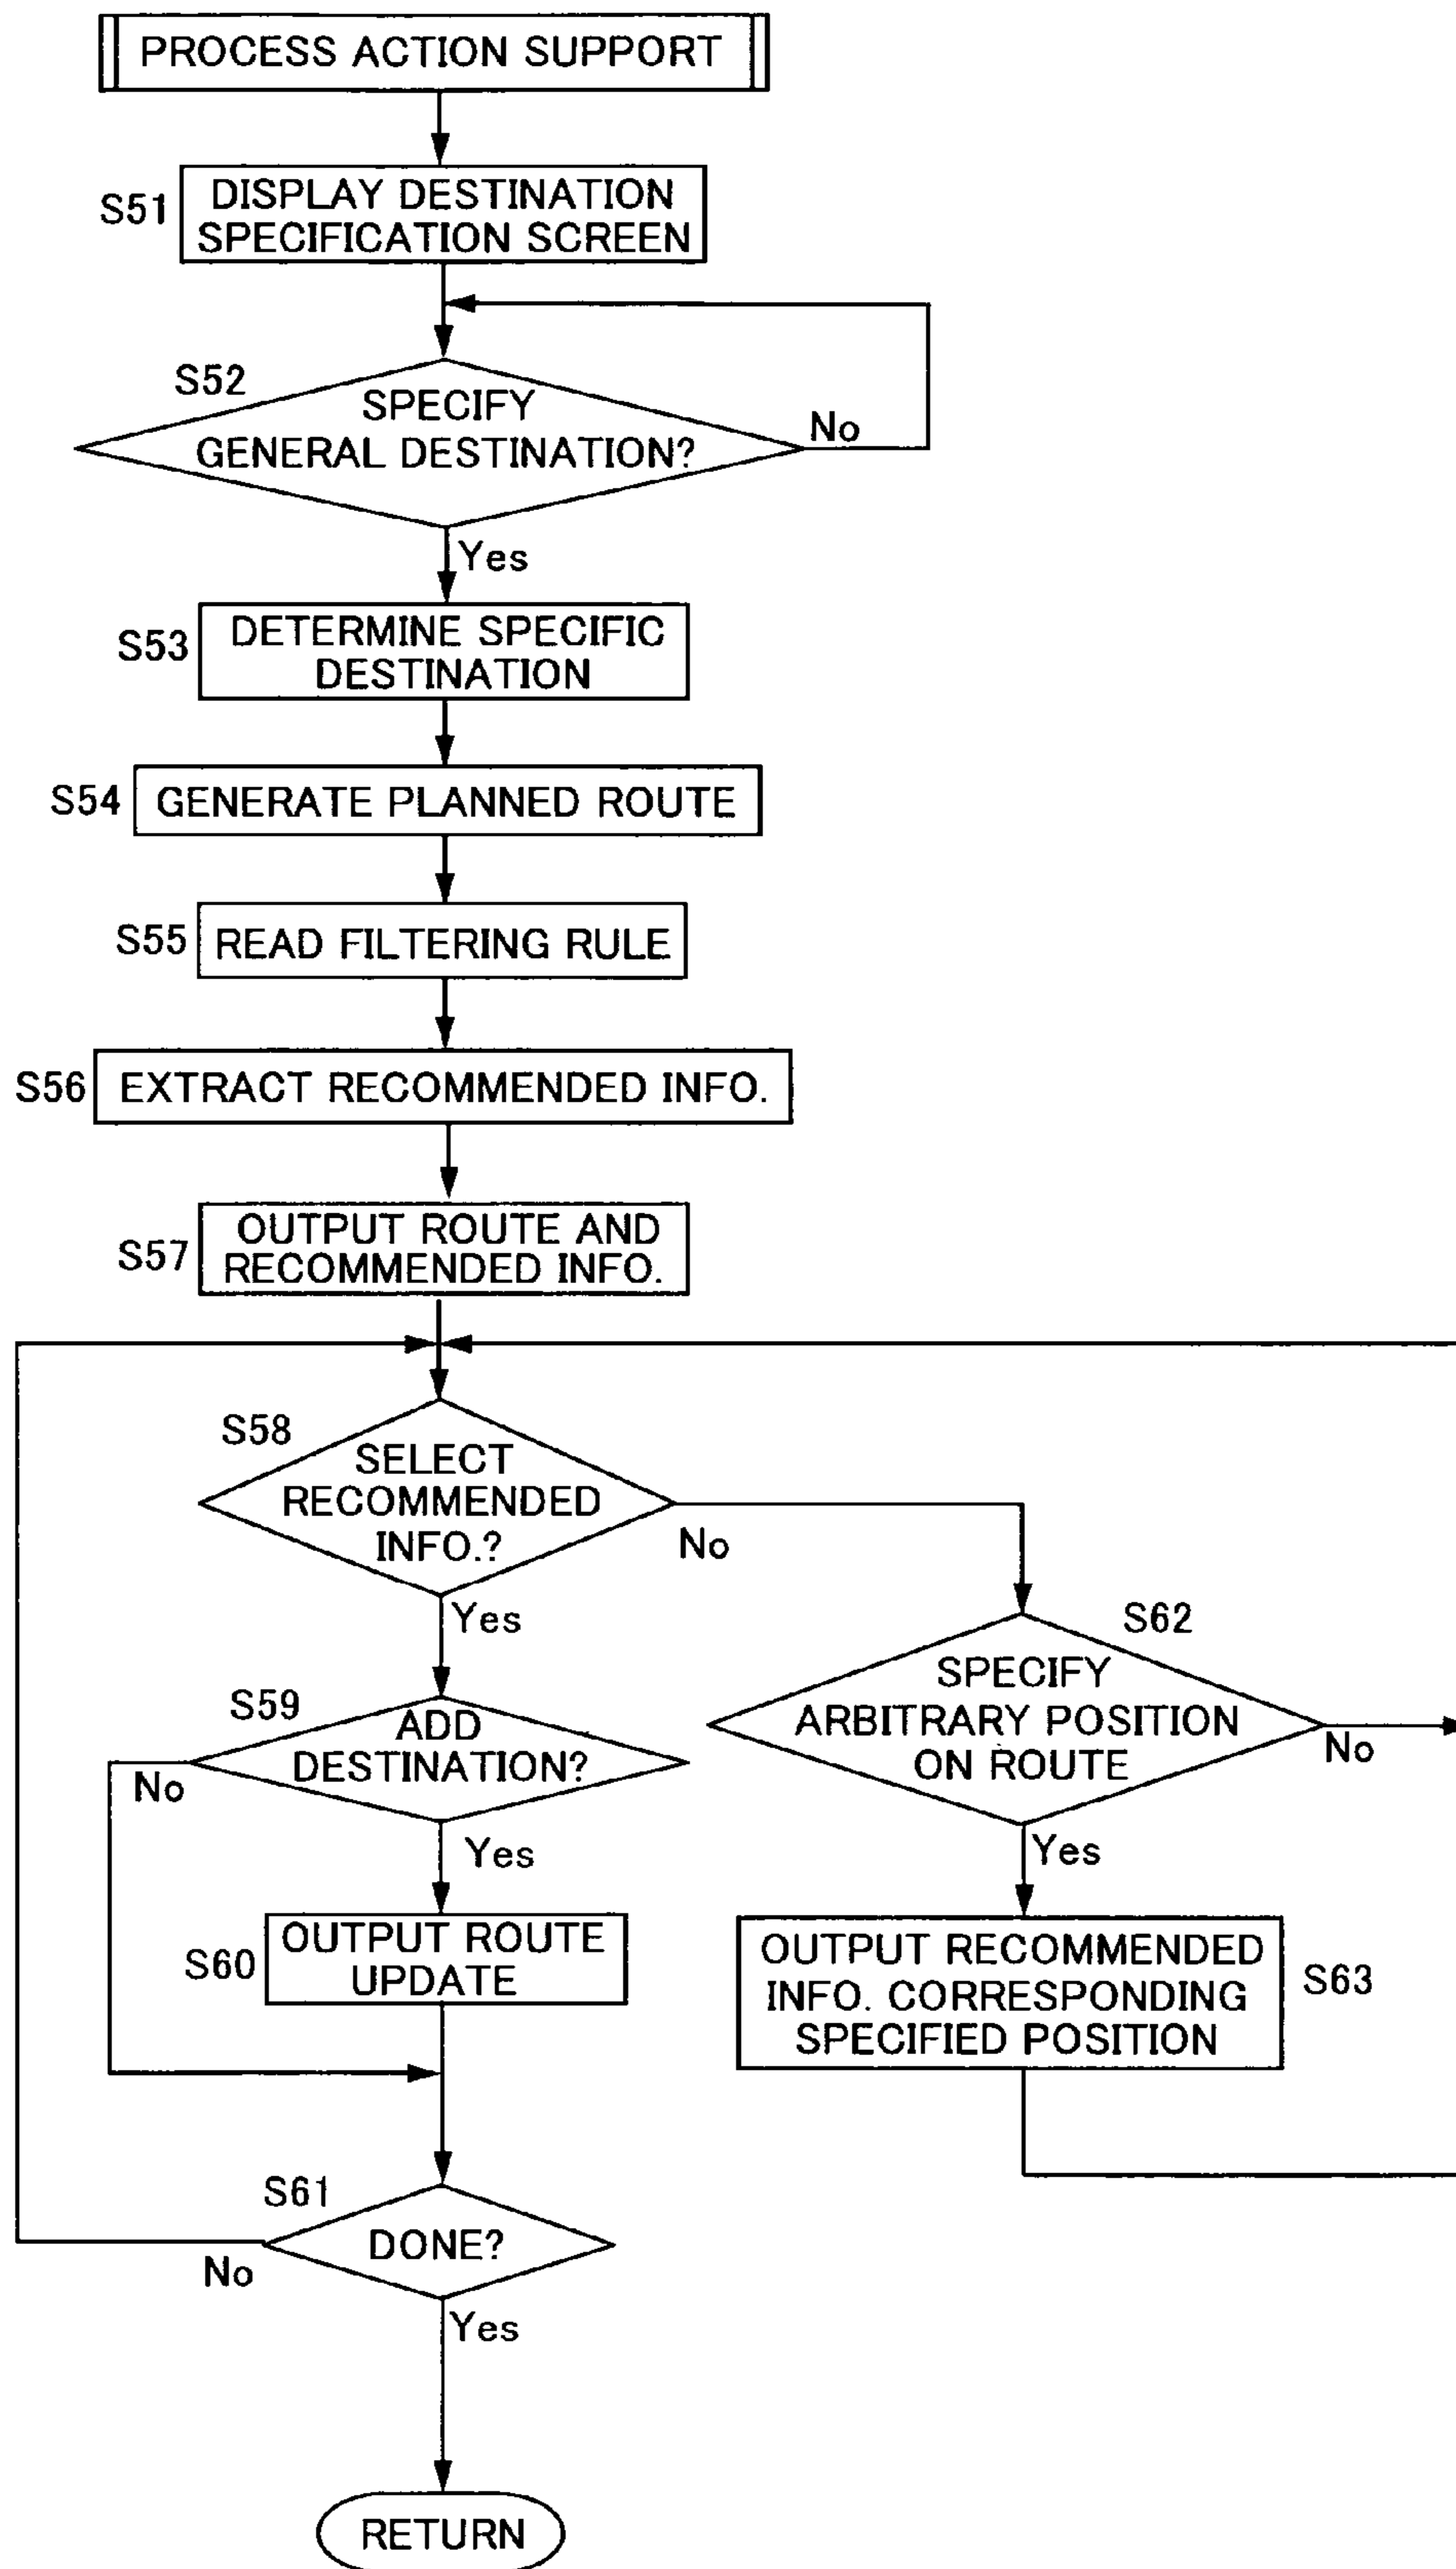 PROCESS ACTION SUPPORT
S51
DISPLAY DESTINATION
SPECIFICATION SCREEN
S52
SPECIFY
GENERAL DESTINATION?
No
Yes
S53
DETERMINE SPECIFIC
DESTINATION
S54
GENERATE PLANNED ROUTE
S55
READ FILTERING RULE
S56
EXTRACT RECOMMENDED INFO.
S57
OUTPUT ROUTE AND
RECOMMENDED INFO.
S58
SELECT
RECOMMENDED
INFO.?
No
Yes
S59
ADD
DESTINATION?
No
Yes
S60
OUTPUT ROUTE
UPDATE
S61
DONE?
No
Yes
RETURN
S62
SPECIFY
ARBITRARY POSITION
ON ROUTE
No
Yes
S63
OUTPUT RECOMMENDED
INFO. CORRESPONDING
SPECIFIED POSITION